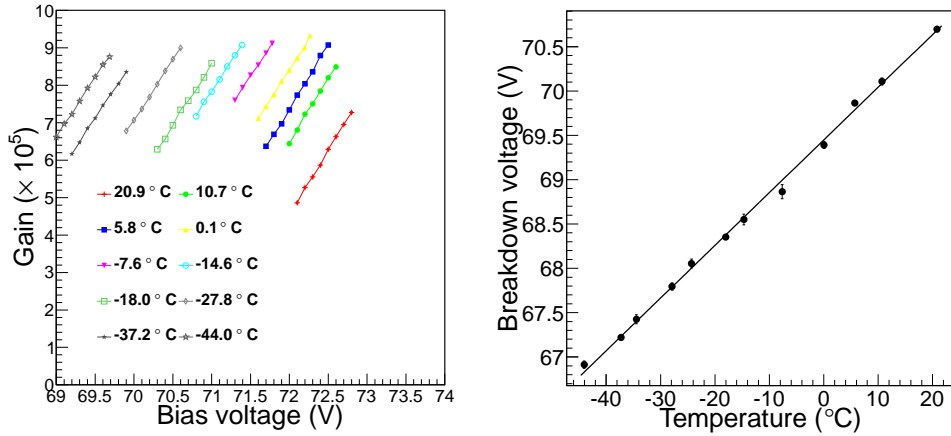 10
9
8
7
6
5
4
3
2
1
0
Gain (× 10⁵)
20.9 ° C 10.7 ° C
5.8 ° C 0.1 ° C
-7.6 ° C -14.6 ° C
-18.0 ° C -27.8 ° C
-37.2 ° C -44.0 ° C
69 69.5 70 70.5 71 71.5 72 72.5 73 73.5 74
Bias voltage (V)
70.5
70
69.5
69
68.5
68
67.5
67
Breakdown voltage (V)
-40 -30 -20 -10 0 10 20
Temperature (°C)